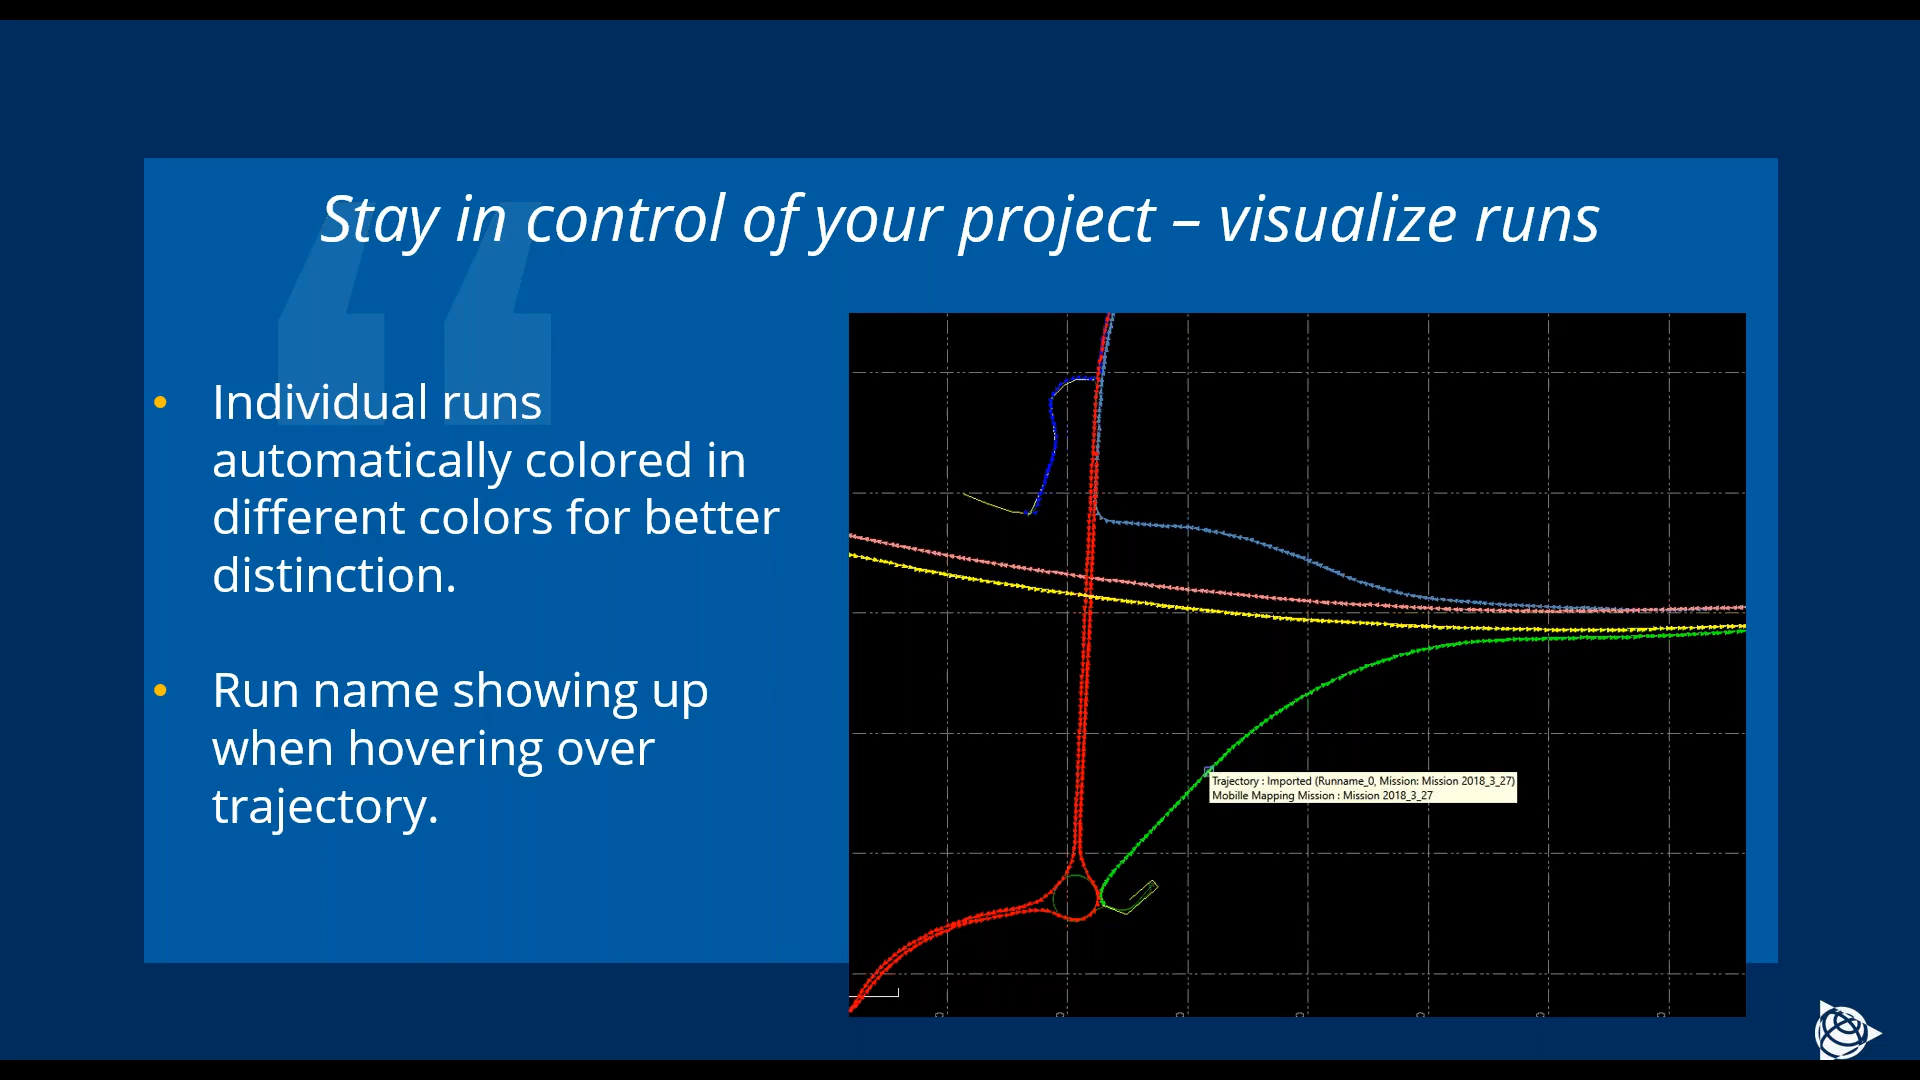 Stay in control of your project – visualize runs
• Individual runs
automatically colored in
different colors for better
distinction.
• Run name showing up
when hovering over
trajectory.
Trajectory : Imported (Runname_0, Mission: Mission 2018_3_27)
Mobille Mapping Mission : Mission 2018_3_27